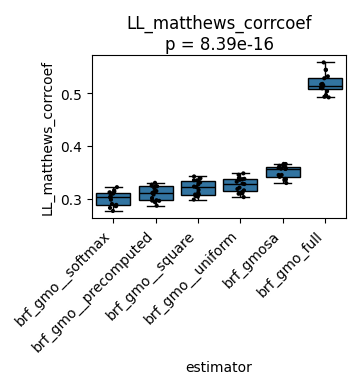 LL_matthews_corrcoef
p = 8.39e-16
LL_matthews_corrcoef
0.5
0.4
0.3
brf_gmo__softmax
brf_gmo__precomputed
brf_gmo__square
brf_gmo__uniform
brf_gmosa
brf_gmo_full
estimator